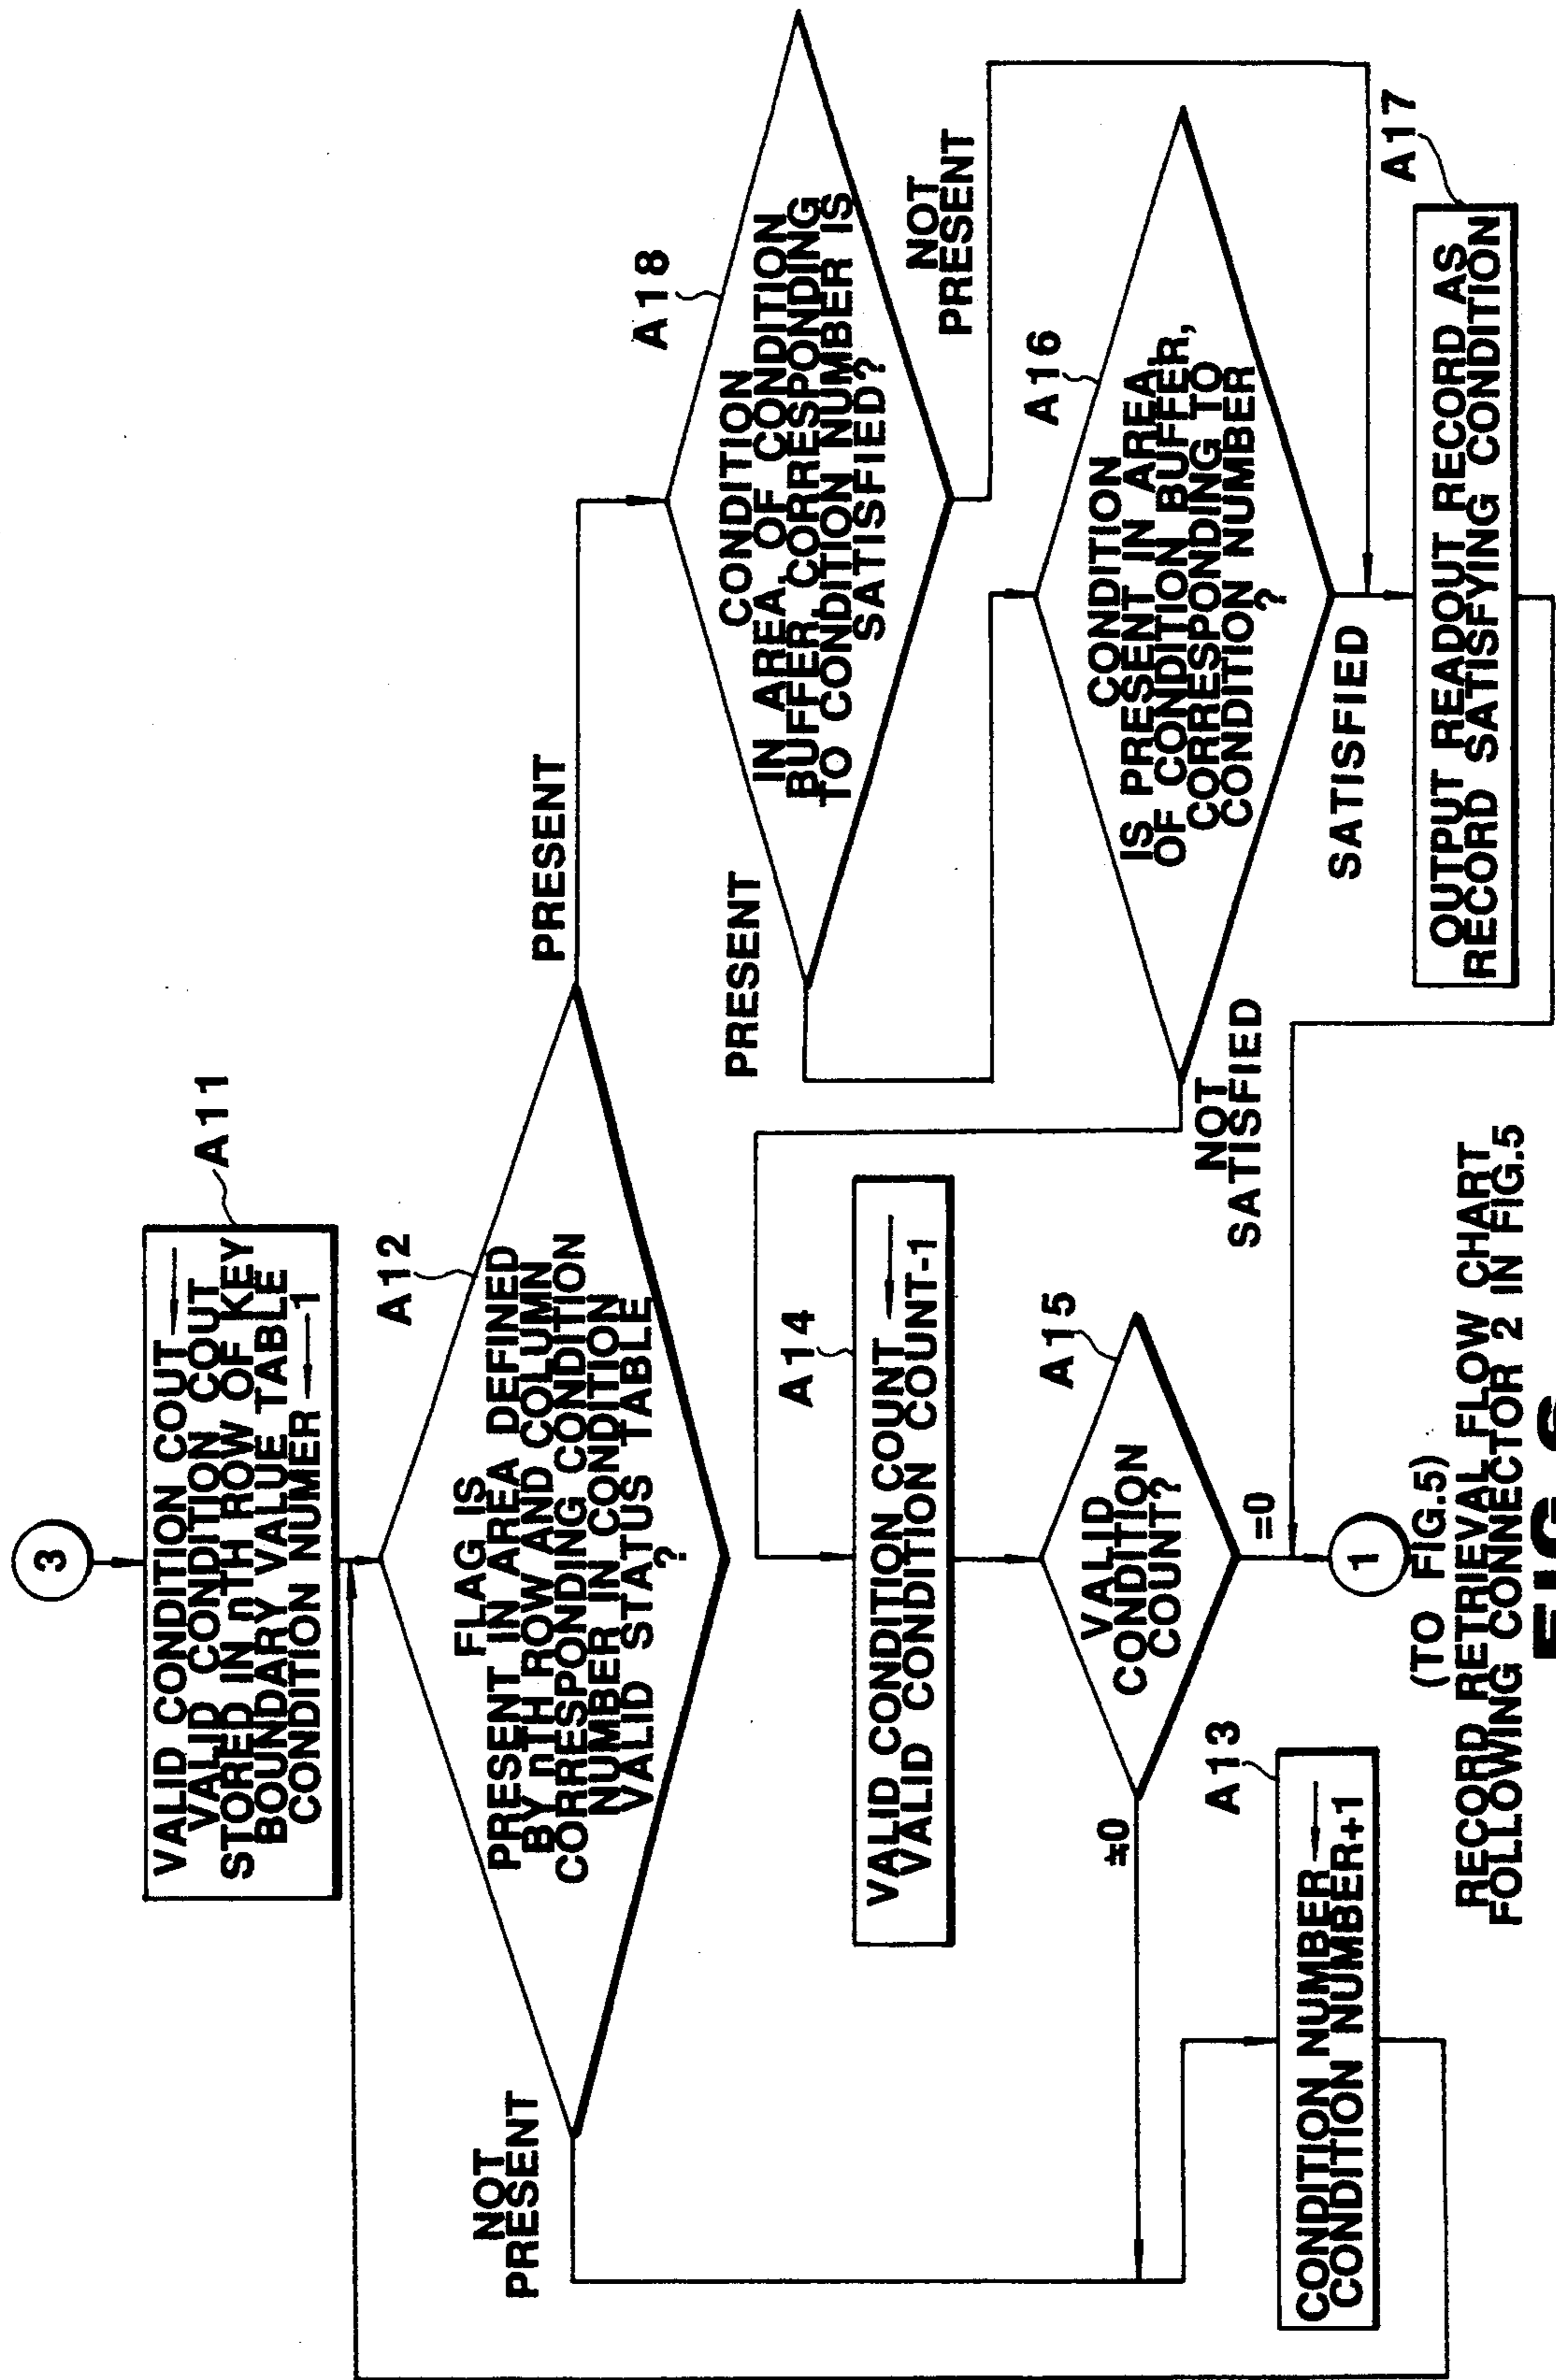 3
VALID CONDITION COUT ←
VALID CONDITION COUT
STORED IN nTH ROW OF KEY
BOUNDARY VALUE TABLE
CONDITION NUMER ← 1
A11
FLAG IS
PRESENT IN AREA DEFINED
BY nTH ROW AND COLUMN
CORRESPONDING CONDITION
NUMBER IN CONDITION
VALID STATUS TABLE
?
A12
NOT
PRESENT
PRESENT
CONDITION
IN AREA, OF CONDITION
BUFFER, CORRESPONDING
TO CONDITION NUMBER IS
SATISFIED?
A18
PRESENT
NOT
PRESENT
CONDITION
IS PRESENT IN AREA,
OF CONDITION BUFFER,
CORRESPONDING TO
CONDITION NUMBER
?
A16
NOT
SATISFIED
SATISFIED
OUTPUT READOUT RECORD AS
RECORD SATISFYING CONDITION
A17
VALID CONDITION COUNT ←
VALID CONDITION COUNT-1
A14
VALID
CONDITION
COUNT?
A15
≒0
=0
CONDITION NUMBER ←
CONDITION NUMBER+1
A13
1
(TO FIG.5)
RECORD RETRIEVAL FLOW CHART
FOLLOWING CONNECTOR 2 IN FIG.5